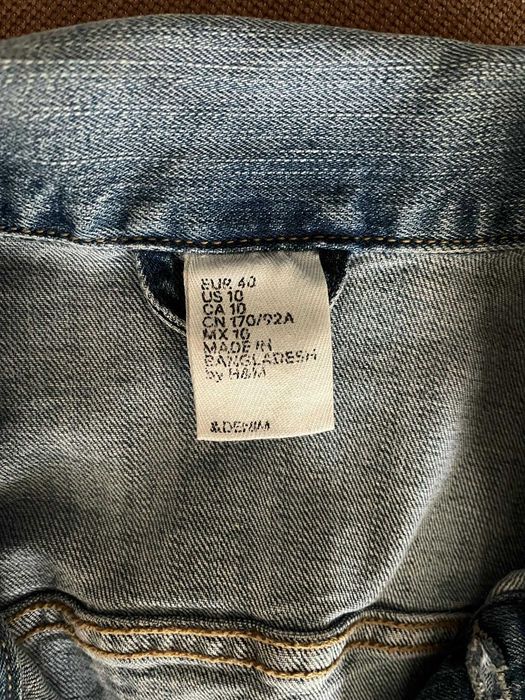 EUR 40
US 10
CA 10
CN 170/92A
MX 10
MADE IN
BANGLADESH
by H&M
&DENIM